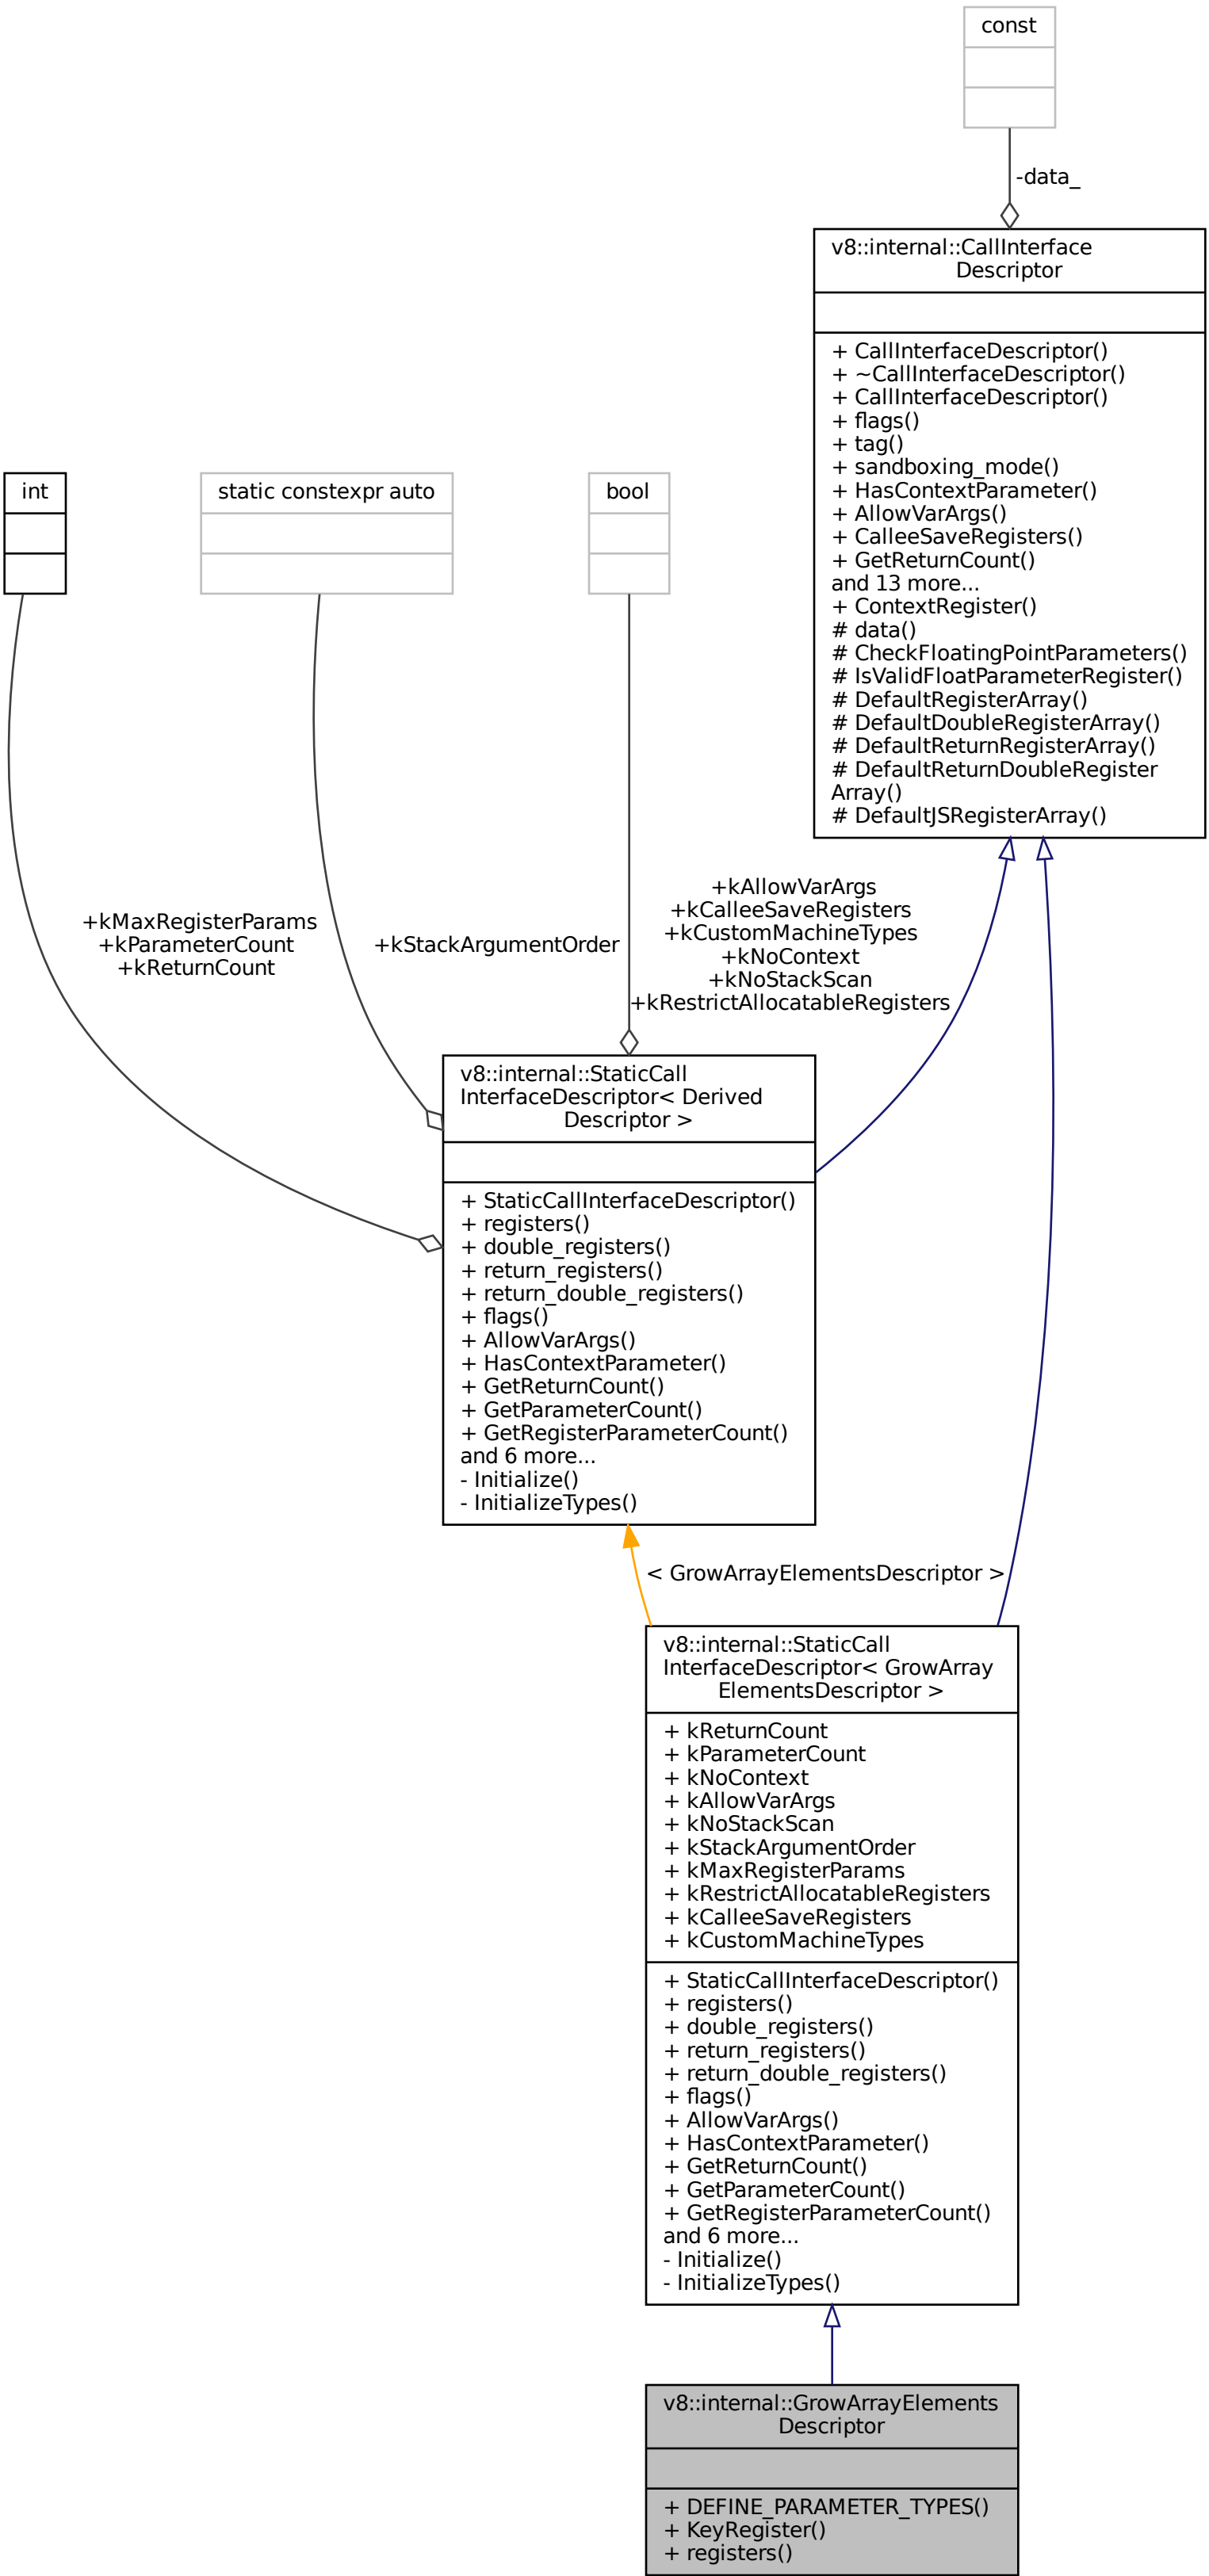 const
-data_
v8::internal::CallInterface
Descriptor
+ CallInterfaceDescriptor()
+ ~CallInterfaceDescriptor()
+ CallInterfaceDescriptor()
+ flags()
+ tag()
+ sandboxing_mode()
+ HasContextParameter()
+ AllowVarArgs()
+ CalleeSaveRegisters()
+ GetReturnCount()
and 13 more...
+ ContextRegister()
# data()
# CheckFloatingPointParameters()
# IsValidFloatParameterRegister()
# DefaultRegisterArray()
# DefaultDoubleRegisterArray()
# DefaultReturnRegisterArray()
# DefaultReturnDoubleRegister
Array()
# DefaultJSRegisterArray()
int
static constexpr auto
bool
+kMaxRegisterParams
+kParameterCount
+kReturnCount
+kStackArgumentOrder
+kAllowVarArgs
+kCalleeSaveRegisters
+kCustomMachineTypes
+kNoContext
+kNoStackScan
+kRestrictAllocatableRegisters
v8::internal::StaticCall
InterfaceDescriptor< Derived
Descriptor >
+ StaticCallInterfaceDescriptor()
+ registers()
+ double_registers()
+ return_registers()
+ return_double_registers()
+ flags()
+ AllowVarArgs()
+ HasContextParameter()
+ GetReturnCount()
+ GetParameterCount()
+ GetRegisterParameterCount()
and 6 more...
- Initialize()
- InitializeTypes()
< GrowArrayElementsDescriptor >
v8::internal::StaticCall
InterfaceDescriptor< GrowArray
ElementsDescriptor >
+ kReturnCount
+ kParameterCount
+ kNoContext
+ kAllowVarArgs
+ kNoStackScan
+ kStackArgumentOrder
+ kMaxRegisterParams
+ kRestrictAllocatableRegisters
+ kCalleeSaveRegisters
+ kCustomMachineTypes
+ StaticCallInterfaceDescriptor()
+ registers()
+ double_registers()
+ return_registers()
+ return_double_registers()
+ flags()
+ AllowVarArgs()
+ HasContextParameter()
+ GetReturnCount()
+ GetParameterCount()
+ GetRegisterParameterCount()
and 6 more...
- Initialize()
- InitializeTypes()
v8::internal::GrowArrayElements
Descriptor
+ DEFINE_PARAMETER_TYPES()
+ KeyRegister()
+ registers()